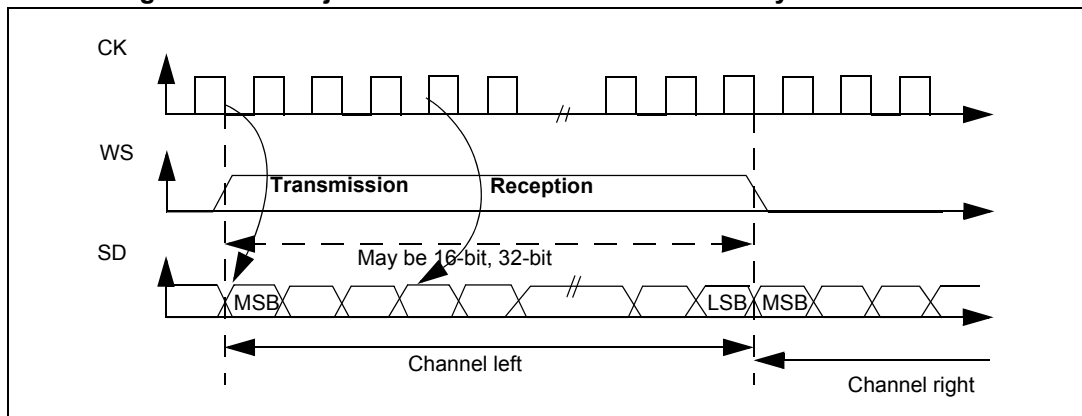 CK
WS
Transmission Reception
May be 16-bit, 32-bit
SD
MSB LSB MSB
Channel left
Channel right